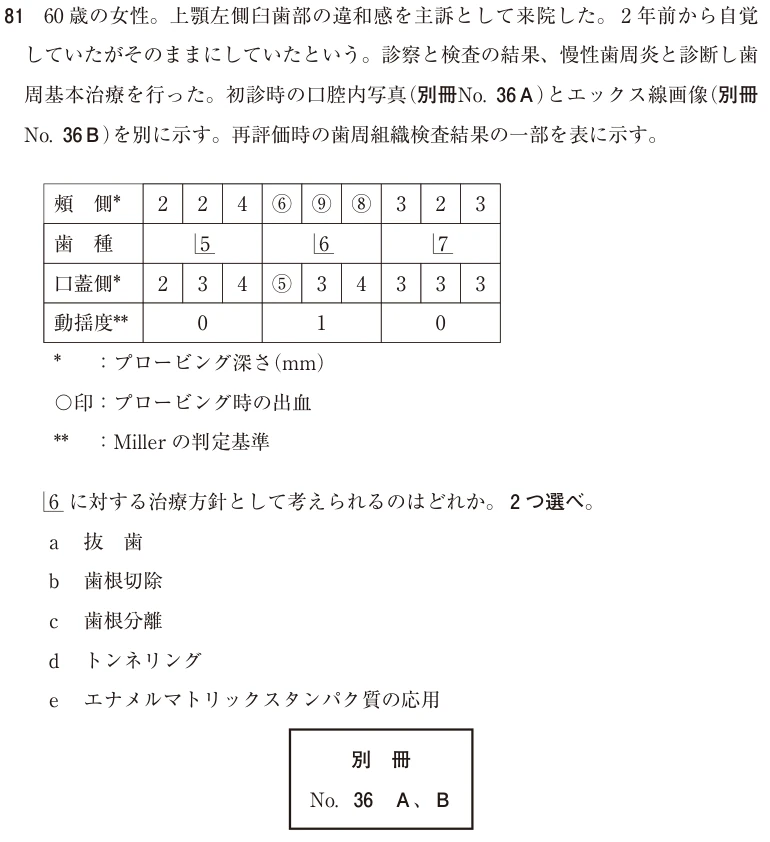 81 60歳の女性。上顎左側臼歯部の違和感を主訴として来院した。2年前から自覚
していたがそのままにしていたという。診察と検査の結果、慢性歯周炎と診断し歯
周基本治療を行った。初診時の口腔内写真(別冊No. 36A)とエックス線画像(別冊
No. 36B)を別に示す。再評価時の歯周組織検査結果の一部を表に示す。
頰 側* 2 2 4 ⑥ ⑨ ⑧ 3 2 3
歯 種 5 6 7
口蓋側* 2 3 4 ⑤ 3 4 3 3 3
動揺度** 0 1 0
* :プロービング深さ(mm)
○印:プロービング時の出血
** :Millerの判定基準
6 に対する治療方針として考えられるのはどれか。2つ選べ。
a 抜 歯
b 歯根切除
c 歯根分離
d トンネリング
e エナメルマトリックスタンパク質の応用
別 冊
No. 36 A、B